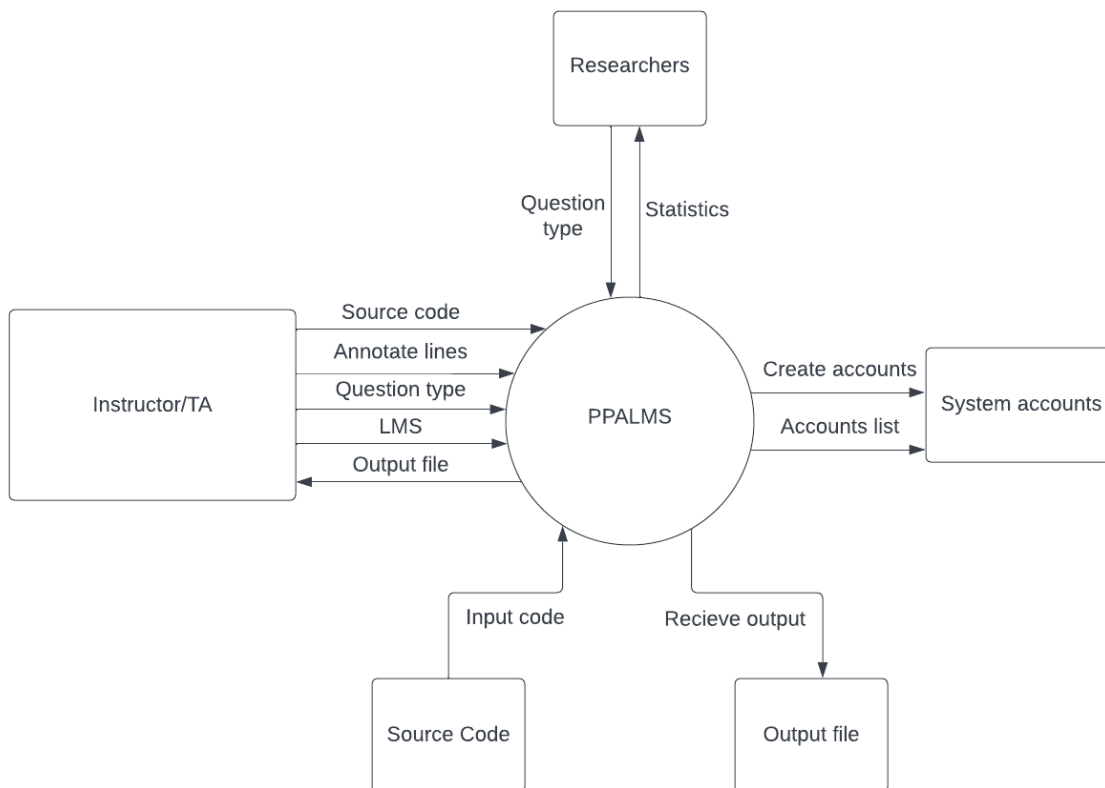 Researchers
Question
type
Statistics
Source code
Annotate lines
Question type
LMS
Output file
Instructor/TA
PPALMS
Create accounts
Accounts list
System accounts
Input code
Recieve output
Source Code
Output file